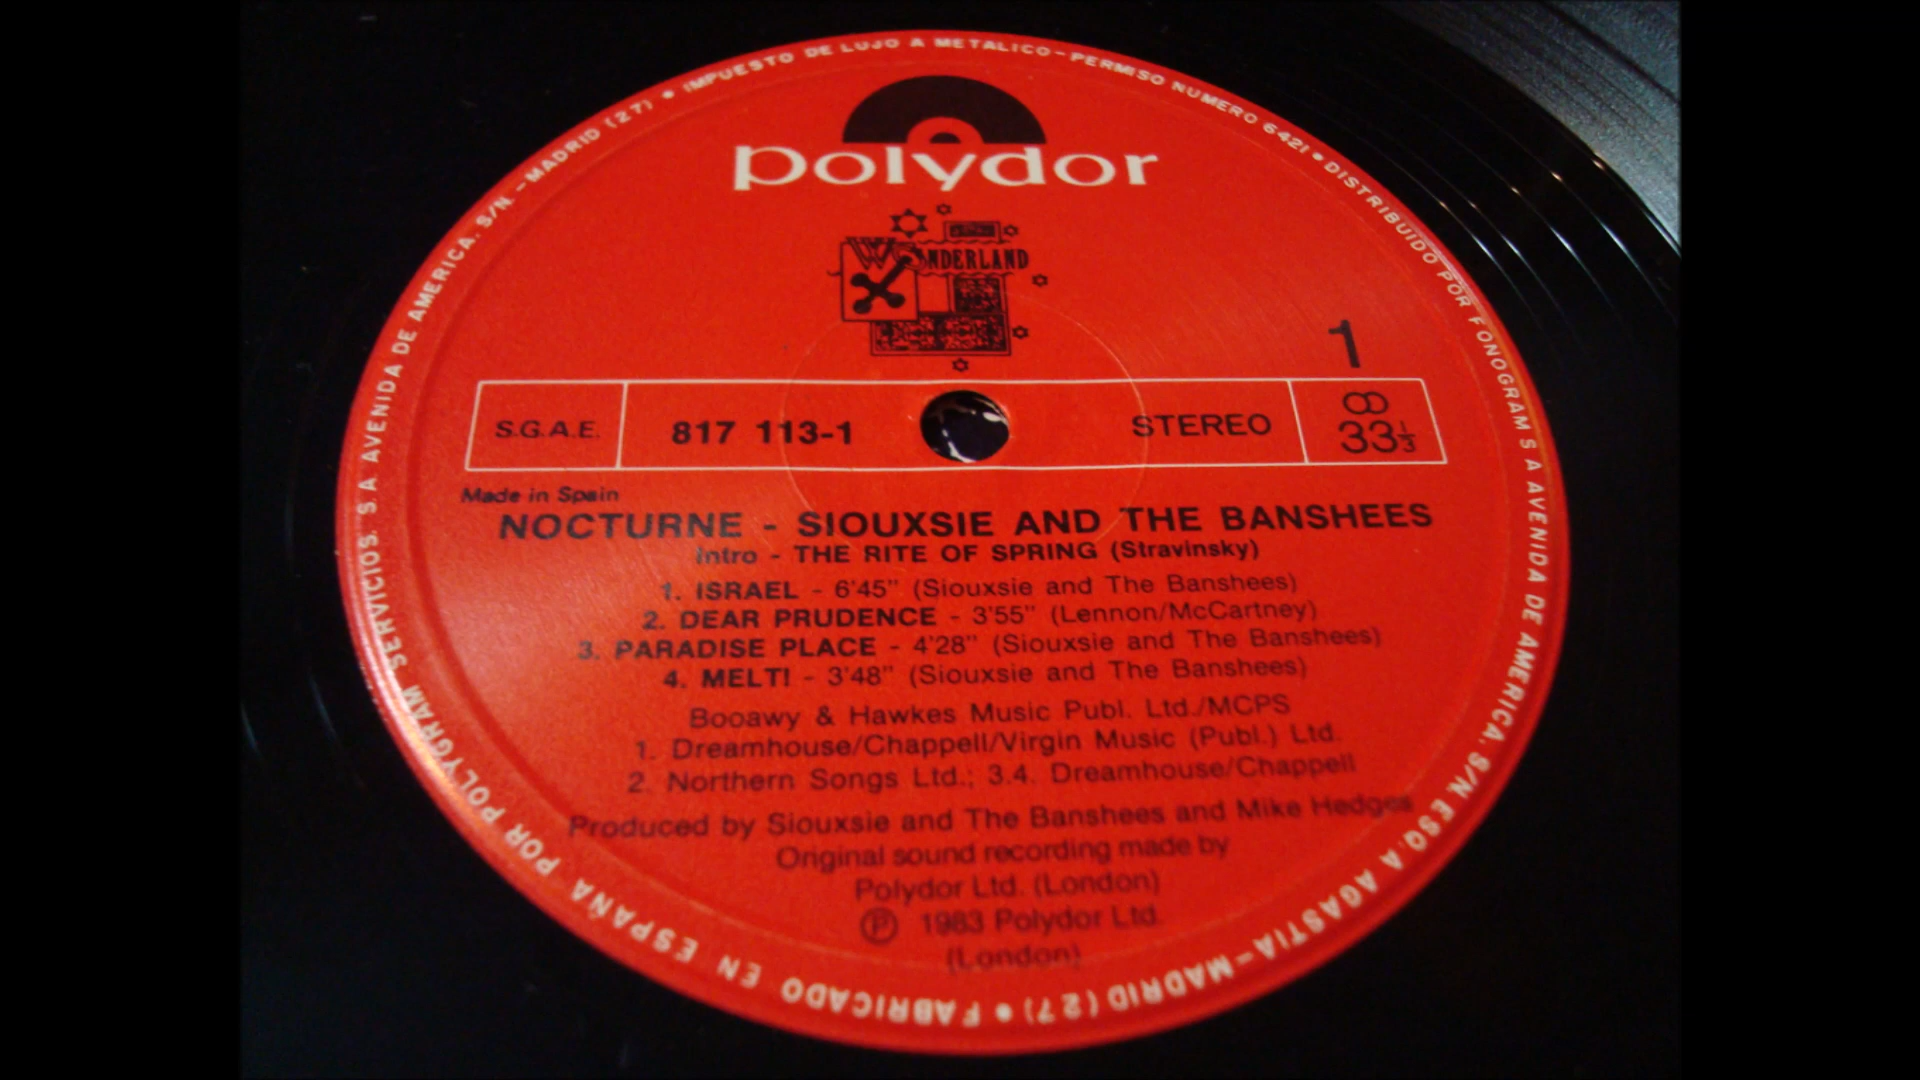 polydor
WONDERLAND
1
S.G.A.E.
817 113-1
STEREO
33 1/3
Made in Spain
NOCTURNE - SIOUXSIE AND THE BANSHEES
Intro - THE RITE OF SPRING (Stravinsky)
1. ISRAEL - 6'45" (Siouxsie and The Banshees)
2. DEAR PRUDENCE - 3'55" (Lennon/McCartney)
3. PARADISE PLACE - 4'28" (Siouxsie and The Banshees)
4. MELT! - 3'48" (Siouxsie and The Banshees)
Booawy & Hawkes Music Publ. Ltd./MCPS
1. Dreamhouse/Chappell/Virgin Music (Publ.) Ltd.
2. Northern Songs Ltd.; 3.4. Dreamhouse/Chappell
Produced by Siouxsie and The Banshees and Mike Hedges
Original sound recording made by
Polydor Ltd. (London)
Ⓟ 1983 Polydor Ltd.
(London)
FABRICADO EN ESPAÑA POR POLYGRAM SERVICIOS. S.A AVENIDA DE AMERICA. S/N. - MADRID (27) • IMPUESTO DE LUJO A METALICO - PERMISO NUMERO 6421 • DISTRIBUIDO POR FONOGRAM S A AVENIDA DE AMERICA. S/N. ESQ. A AGASTIA - MADRID (27) •